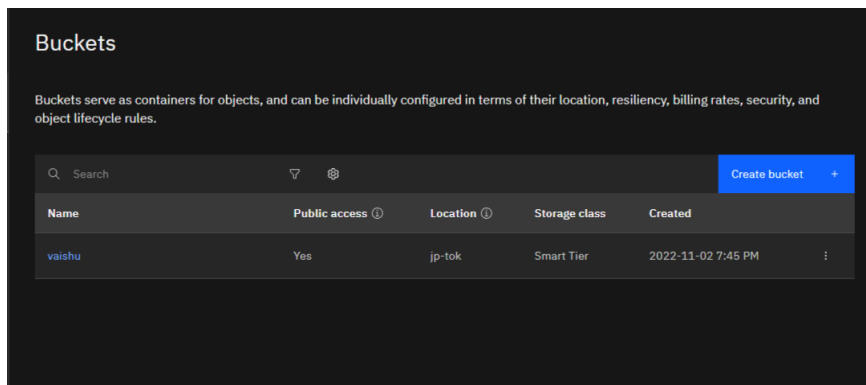 Buckets
Buckets serve as containers for objects, and can be individually configured in terms of their location, resiliency, billing rates, security, and
object lifecycle rules.
Search
Create bucket +
Name Public access Location Storage class Created
vaishu Yes jp-tok Smart Tier 2022-11-02 7:45 PM